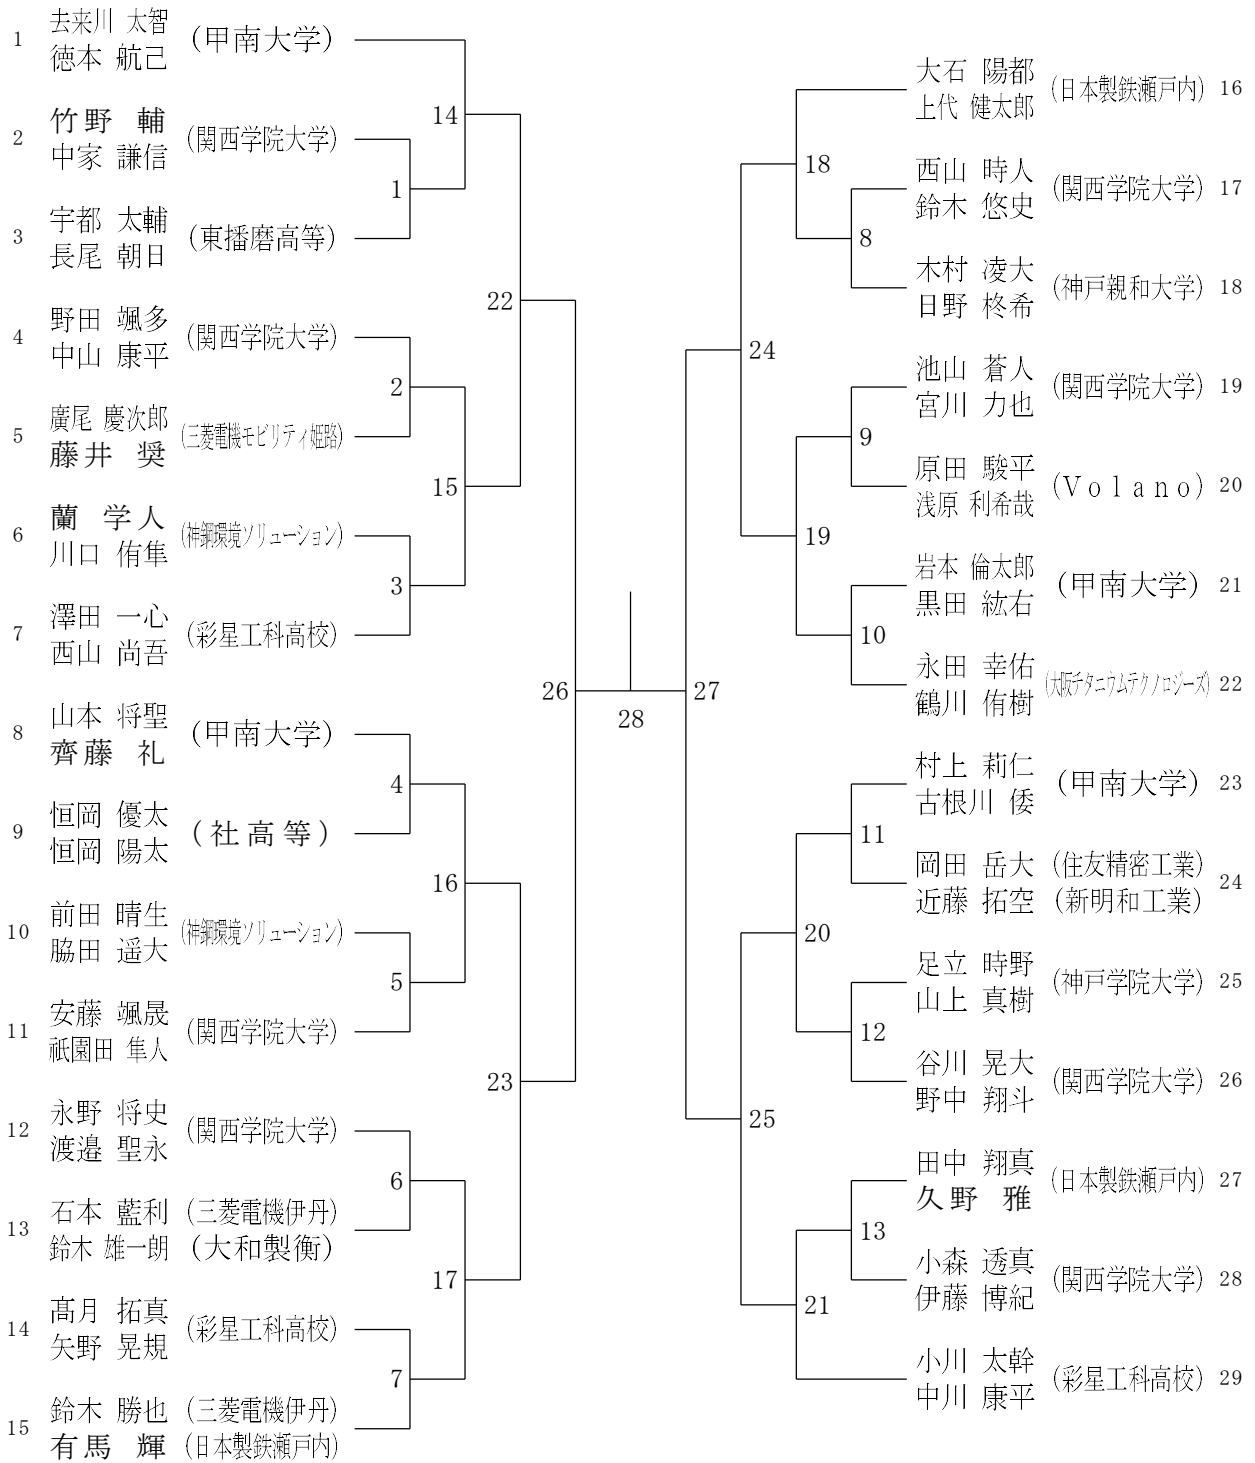 1 去来川 太智 (甲南大学)
徳本 航己
2 竹野 輔 (関西学院大学)
中家 謙信
3 宇都 太輔 (東播磨高等)
長尾 朝日
4 野田 颯多 (関西学院大学)
中山 康平
5 廣尾 慶次郎 (三菱電機モビリティ姫路)
藤井 奨
6 蘭 学人 (神鋼環境ソリューション)
川口 侑隼
7 澤田 一心 (彩星工科高校)
西山 尚吾
8 山本 将聖 (甲南大学)
齊藤 礼
9 恒岡 優太 (社高等)
恒岡 陽太
10 前田 晴生 (神鋼環境ソリューション)
脇田 遥大
11 安藤 颯晟 (関西学院大学)
祇園田 隼人
12 永野 将史 (関西学院大学)
渡邉 聖永
13 石本 藍利 (三菱電機伊丹)
鈴木 雄一朗 (大和製衡)
14 髙月 拓真 (彩星工科高校)
矢野 晃規
15 鈴木 勝也 (三菱電機伊丹)
有馬 輝 (日本製鉄瀬戸内)
14
1
22
2
15
3
26
4
16
5
23
6
17
7
28
27
18
8
24
9
19
10
11
20
12
25
13
21
大石 陽都 (日本製鉄瀬戸内) 16
上代 健太郎
西山 時人 (関西学院大学) 17
鈴木 悠史
木村 凌大 (神戸親和大学) 18
日野 柊希
池山 蒼人 (関西学院大学) 19
宮川 力也
原田 駿平 (Volano) 20
浅原 利希哉
岩本 倫太郎 (甲南大学) 21
黒田 紘右
永田 幸佑 (大阪チタニウムテクノロジーズ) 22
鶴川 侑樹
村上 莉仁 (甲南大学) 23
古根川 倭
岡田 岳大 (住友精密工業) 24
近藤 拓空 (新明和工業)
足立 時野 (神戸学院大学) 25
山上 真樹
谷川 晃大 (関西学院大学) 26
野中 翔斗
田中 翔真 (日本製鉄瀬戸内) 27
久野 雅
小森 透真 (関西学院大学) 28
伊藤 博紀
小川 太幹 (彩星工科高校) 29
中川 康平